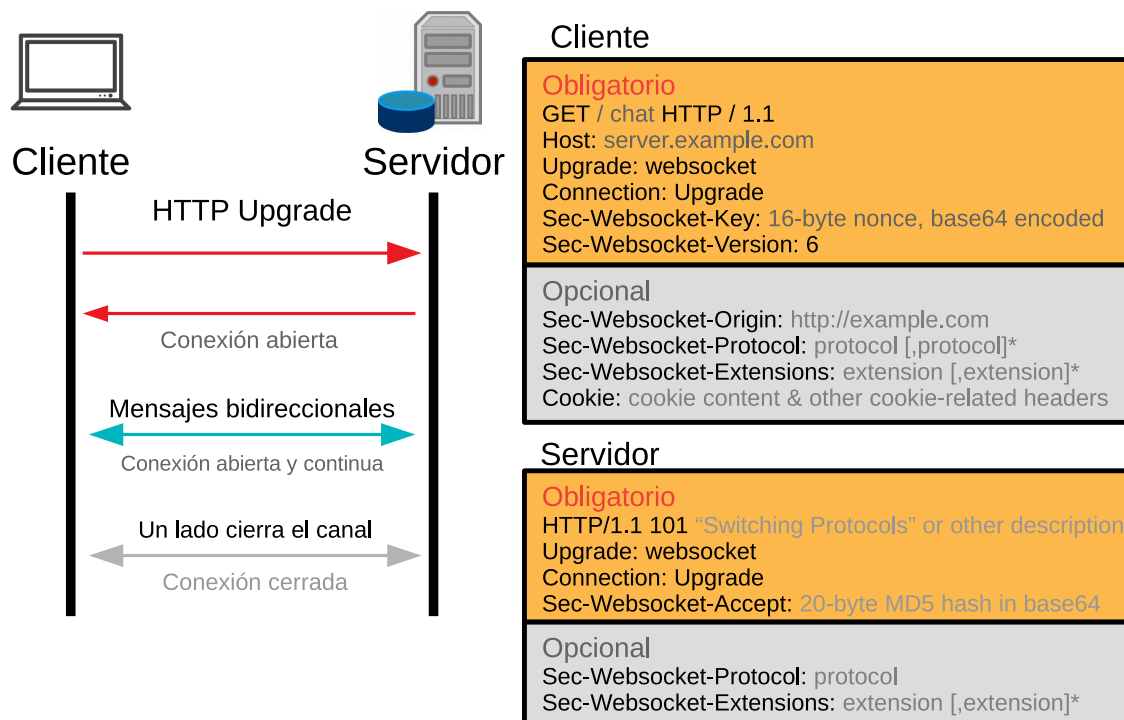 Cliente
Servidor
HTTP Upgrade
Conexión abierta
Mensajes bidireccionales
Conexión abierta y continua
Un lado cierra el canal
Conexión cerrada
Cliente
Obligatorio
GET / chat HTTP / 1.1
Host: server.example.com
Upgrade: websocket
Connection: Upgrade
Sec-Websocket-Key: 16-byte nonce, base64 encoded
Sec-Websocket-Version: 6
Opcional
Sec-Websocket-Origin: http://example.com
Sec-Websocket-Protocol: protocol [,protocol]*
Sec-Websocket-Extensions: extension [,extension]*
Cookie: cookie content & other cookie-related headers
Servidor
Obligatorio
HTTP/1.1 101 “Switching Protocols” or other description
Upgrade: websocket
Connection: Upgrade
Sec-Websocket-Accept: 20-byte MD5 hash in base64
Opcional
Sec-Websocket-Protocol: protocol
Sec-Websocket-Extensions: extension [,extension]*